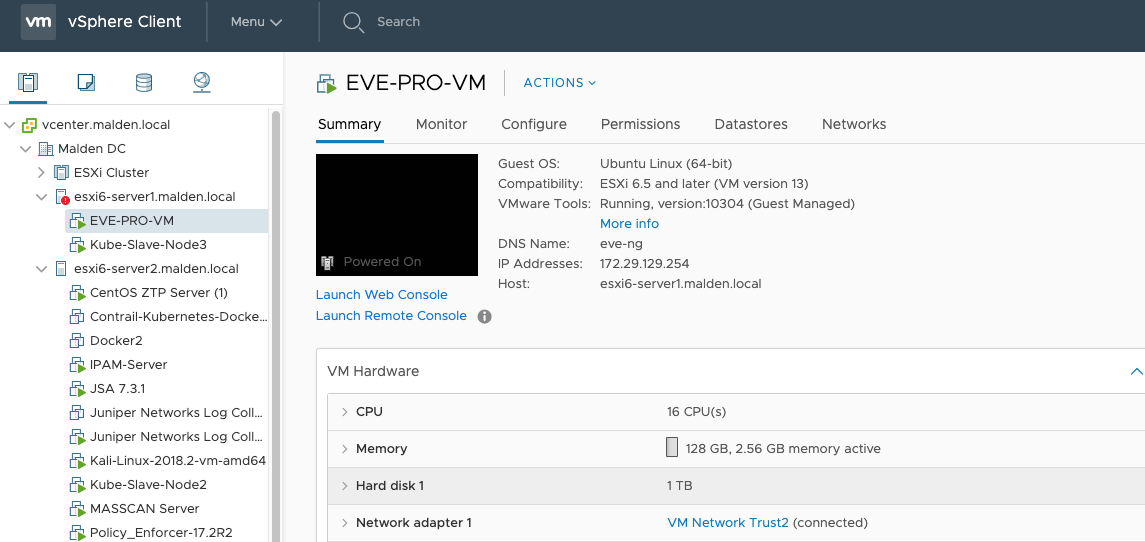 vm vSphere Client Menu Search
EVE-PRO-VM ACTIONS
Summary Monitor Configure Permissions Datastores Networks
vcenter.malden.local
Malden DC
ESXi Cluster
esxi6-server1.malden.local
EVE-PRO-VM
Kube-Slave-Node3
esxi6-server2.malden.local
CentOS ZTP Server (1)
Contrail-Kubernetes-Docke...
Docker2
IPAM-Server
JSA 7.3.1
Juniper Networks Log Coll...
Juniper Networks Log Coll...
Kali-Linux-2018.2-vm-amd64
Kube-Slave-Node2
MASSCAN Server
Policy_Enforcer-17.2R2
Powered On
Launch Web Console
Launch Remote Console
Guest OS: Ubuntu Linux (64-bit)
Compatibility: ESXi 6.5 and later (VM version 13)
VMware Tools: Running, version:10304 (Guest Managed)
More info
DNS Name: eve-ng
IP Addresses: 172.29.129.254
Host: esxi6-server1.malden.local
VM Hardware
CPU 16 CPU(s)
Memory 128 GB, 2.56 GB memory active
Hard disk 1 1 TB
Network adapter 1 VM Network Trust2 (connected)